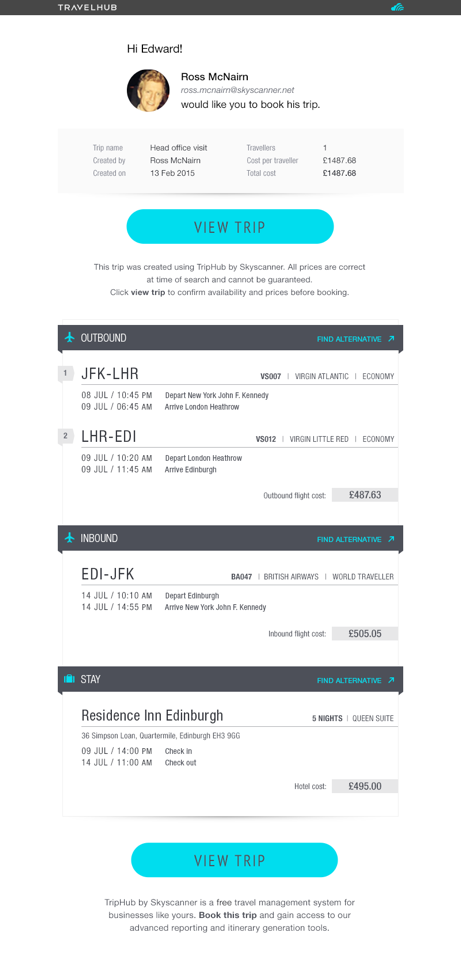 TRAVELHUB
Hi Edward!
Ross McNairn
ross.mcnairn@skyscanner.net
would like you to book his trip.
Trip name Head office visit Travellers 1
Created by Ross McNairn Cost per traveller £1487.68
Created on 13 Feb 2015 Total cost £1487.68
VIEW TRIP
This trip was created using TripHub by Skyscanner. All prices are correct
at time of search and cannot be guaranteed.
Click view trip to confirm availability and prices before booking.
OUTBOUND FIND ALTERNATIVE
1 JFK-LHR VS007 | VIRGIN ATLANTIC | ECONOMY
08 JUL / 10:45 PM Depart New York John F. Kennedy
09 JUL / 06:45 AM Arrive London Heathrow
2 LHR-EDI VS012 | VIRGIN LITTLE RED | ECONOMY
09 JUL / 10:20 AM Depart London Heathrow
09 JUL / 11:45 AM Arrive Edinburgh
Outbound flight cost: £487.63
INBOUND FIND ALTERNATIVE
EDI-JFK BA047 | BRITISH AIRWAYS | WORLD TRAVELLER
14 JUL / 10:10 AM Depart Edinburgh
14 JUL / 14:55 PM Arrive New York John F. Kennedy
Inbound flight cost: £505.05
STAY FIND ALTERNATIVE
Residence Inn Edinburgh 5 NIGHTS | QUEEN SUITE
36 Simpson Loan, Quartermile, Edinburgh EH3 9GG
09 JUL / 14:00 PM Check in
14 JUL / 11:00 AM Check out
Hotel cost: £495.00
VIEW TRIP
TripHub by Skyscanner is a free travel management system for
businesses like yours. Book this trip and gain access to our
advanced reporting and itinerary generation tools.